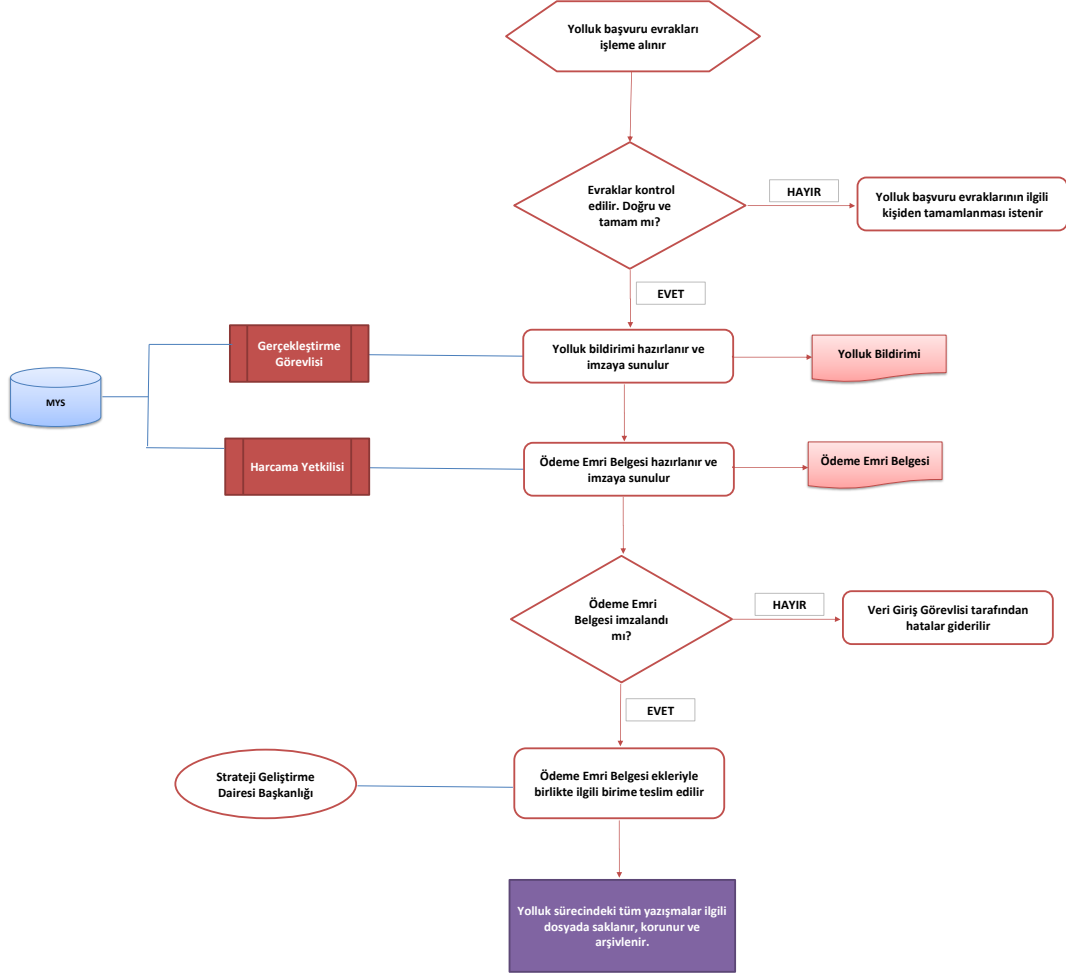 Yolluk başvuru evrakları
işleme alınır
Evraklar kontrol
edilir. Doğru ve
tamam mı?
HAYIR
Yolluk başvuru evraklarının ilgili
kişiden tamamlanması istenir
EVET
Gerçekleştirme
Görevlisi
Yolluk bildirimi hazırlanır ve
imzaya sunulur
Yolluk Bildirimi
MYS
Harcama Yetkilisi
Ödeme Emri Belgesi hazırlanır ve
imzaya sunulur
Ödeme Emri Belgesi
Ödeme Emri
Belgesi imzalandı
mı?
HAYIR
Veri Giriş Görevlisi tarafından
hatalar giderilir
EVET
Strateji Geliştirme
Dairesi Başkanlığı
Ödeme Emri Belgesi ekleriyle
birlikte ilgili birime teslim edilir
Yolluk sürecindeki tüm yazışmalar ilgili
dosyada saklanır, korunur ve
arşivlenir.